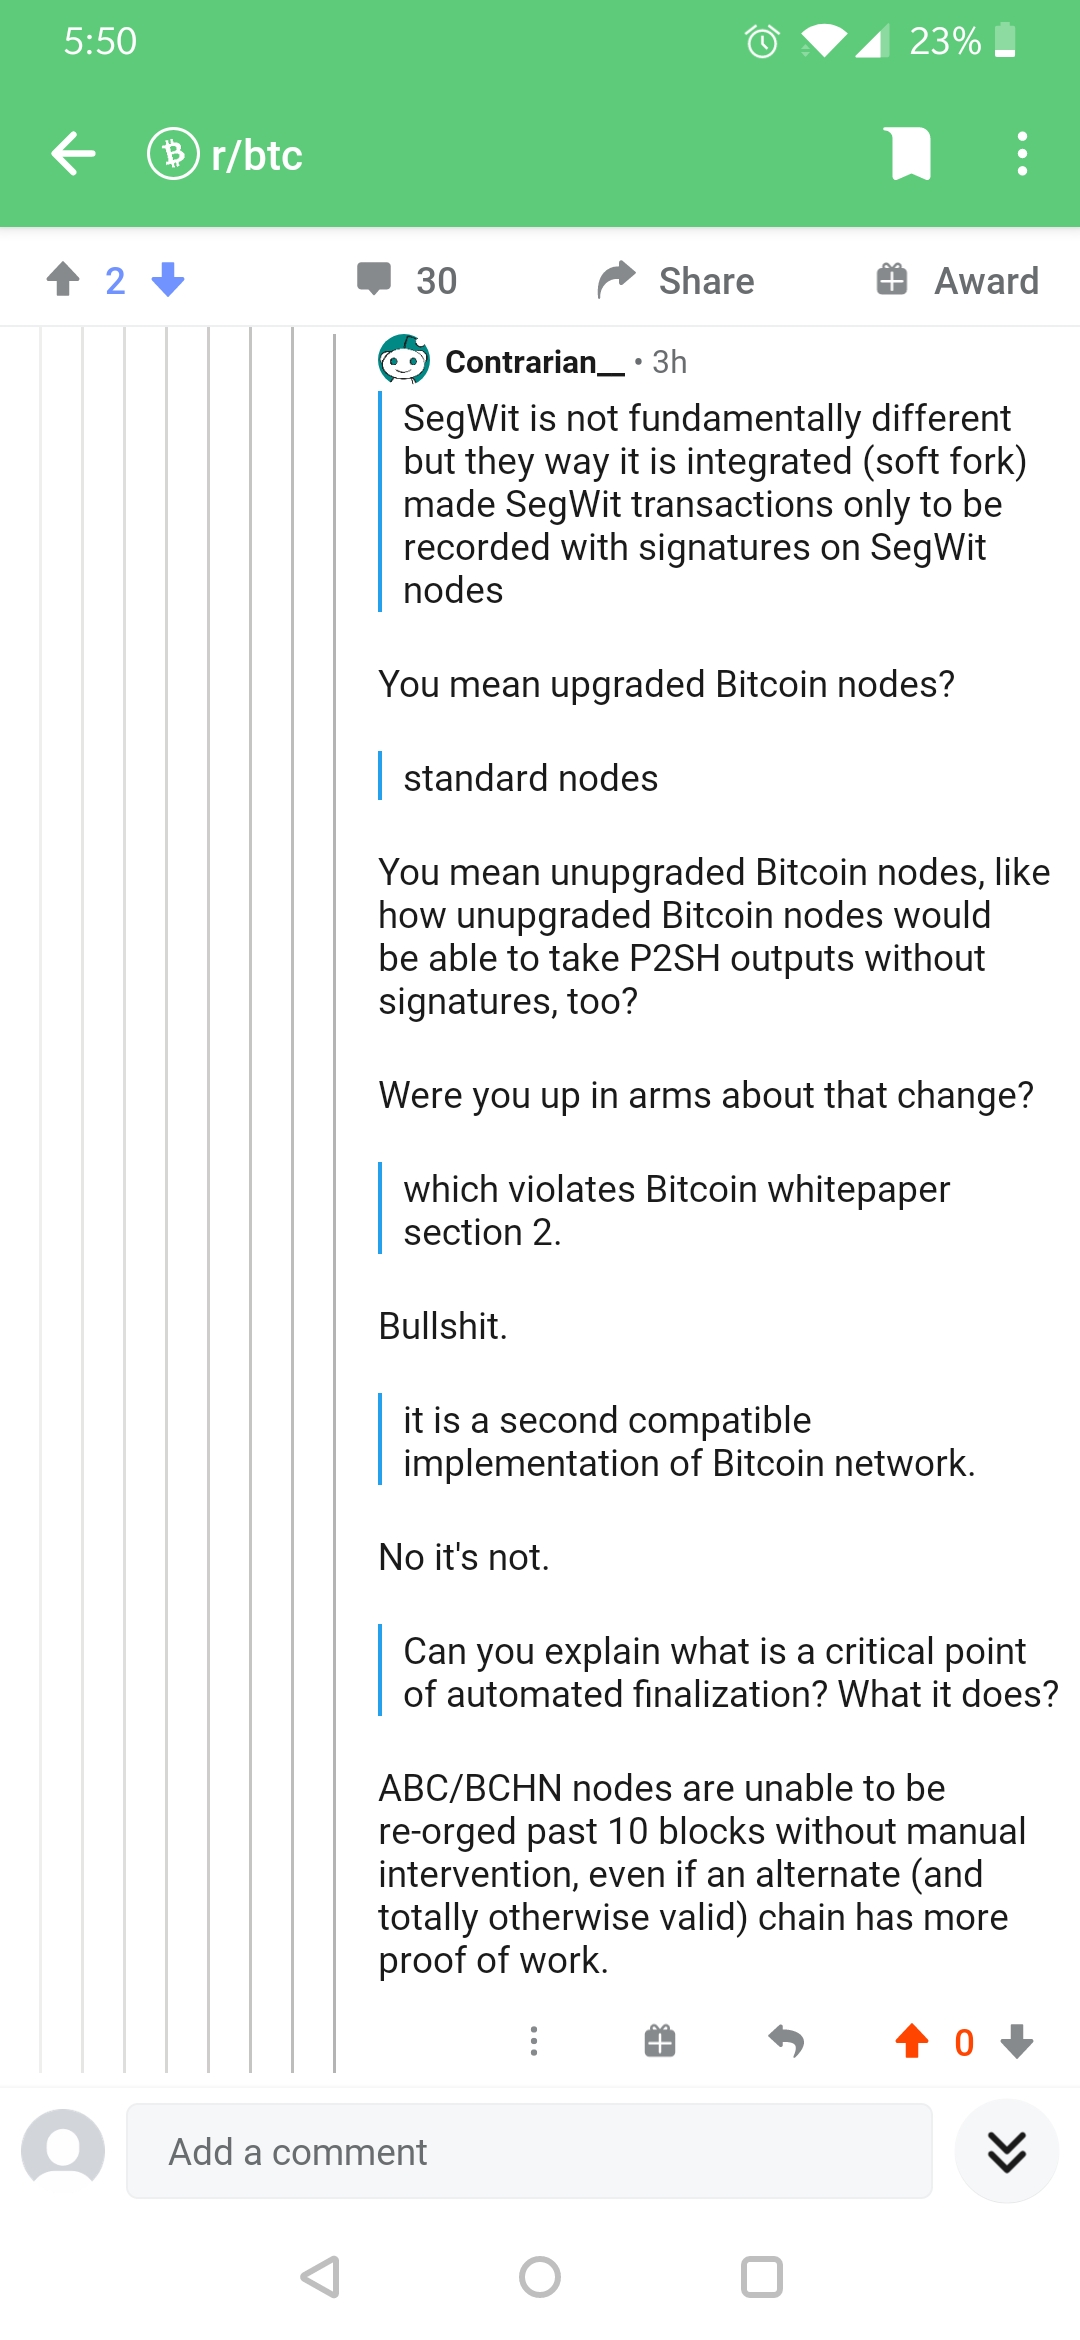 5:50
23%
r/btc
2
30
Share
Award
Contrarian__ • 3h
SegWit is not fundamentally different
but they way it is integrated (soft fork)
made SegWit transactions only to be
recorded with signatures on SegWit
nodes
You mean upgraded Bitcoin nodes?
standard nodes
You mean unupgraded Bitcoin nodes, like
how unupgraded Bitcoin nodes would
be able to take P2SH outputs without
signatures, too?
Were you up in arms about that change?
which violates Bitcoin whitepaper
section 2.
Bullshit.
it is a second compatible
implementation of Bitcoin network.
No it's not.
Can you explain what is a critical point
of automated finalization? What it does?
ABC/BCHN nodes are unable to be
re-orged past 10 blocks without manual
intervention, even if an alternate (and
totally otherwise valid) chain has more
proof of work.
0
Add a comment